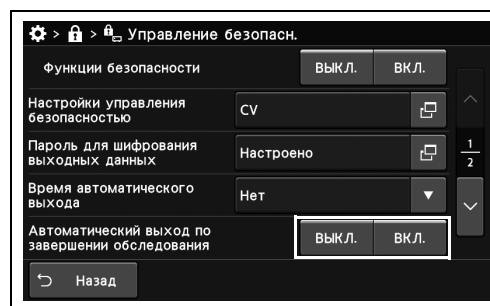 > > Управление безопасн.
Функции безопасности ВЫКЛ. ВКЛ.
Настройки управления
безопасностью
CV
Пароль для шифрования
выходных данных
Настроено
1
2
Время автоматического
выхода
Нет
Автоматический выход по
завершении обследования
ВЫКЛ. ВКЛ.
Назад